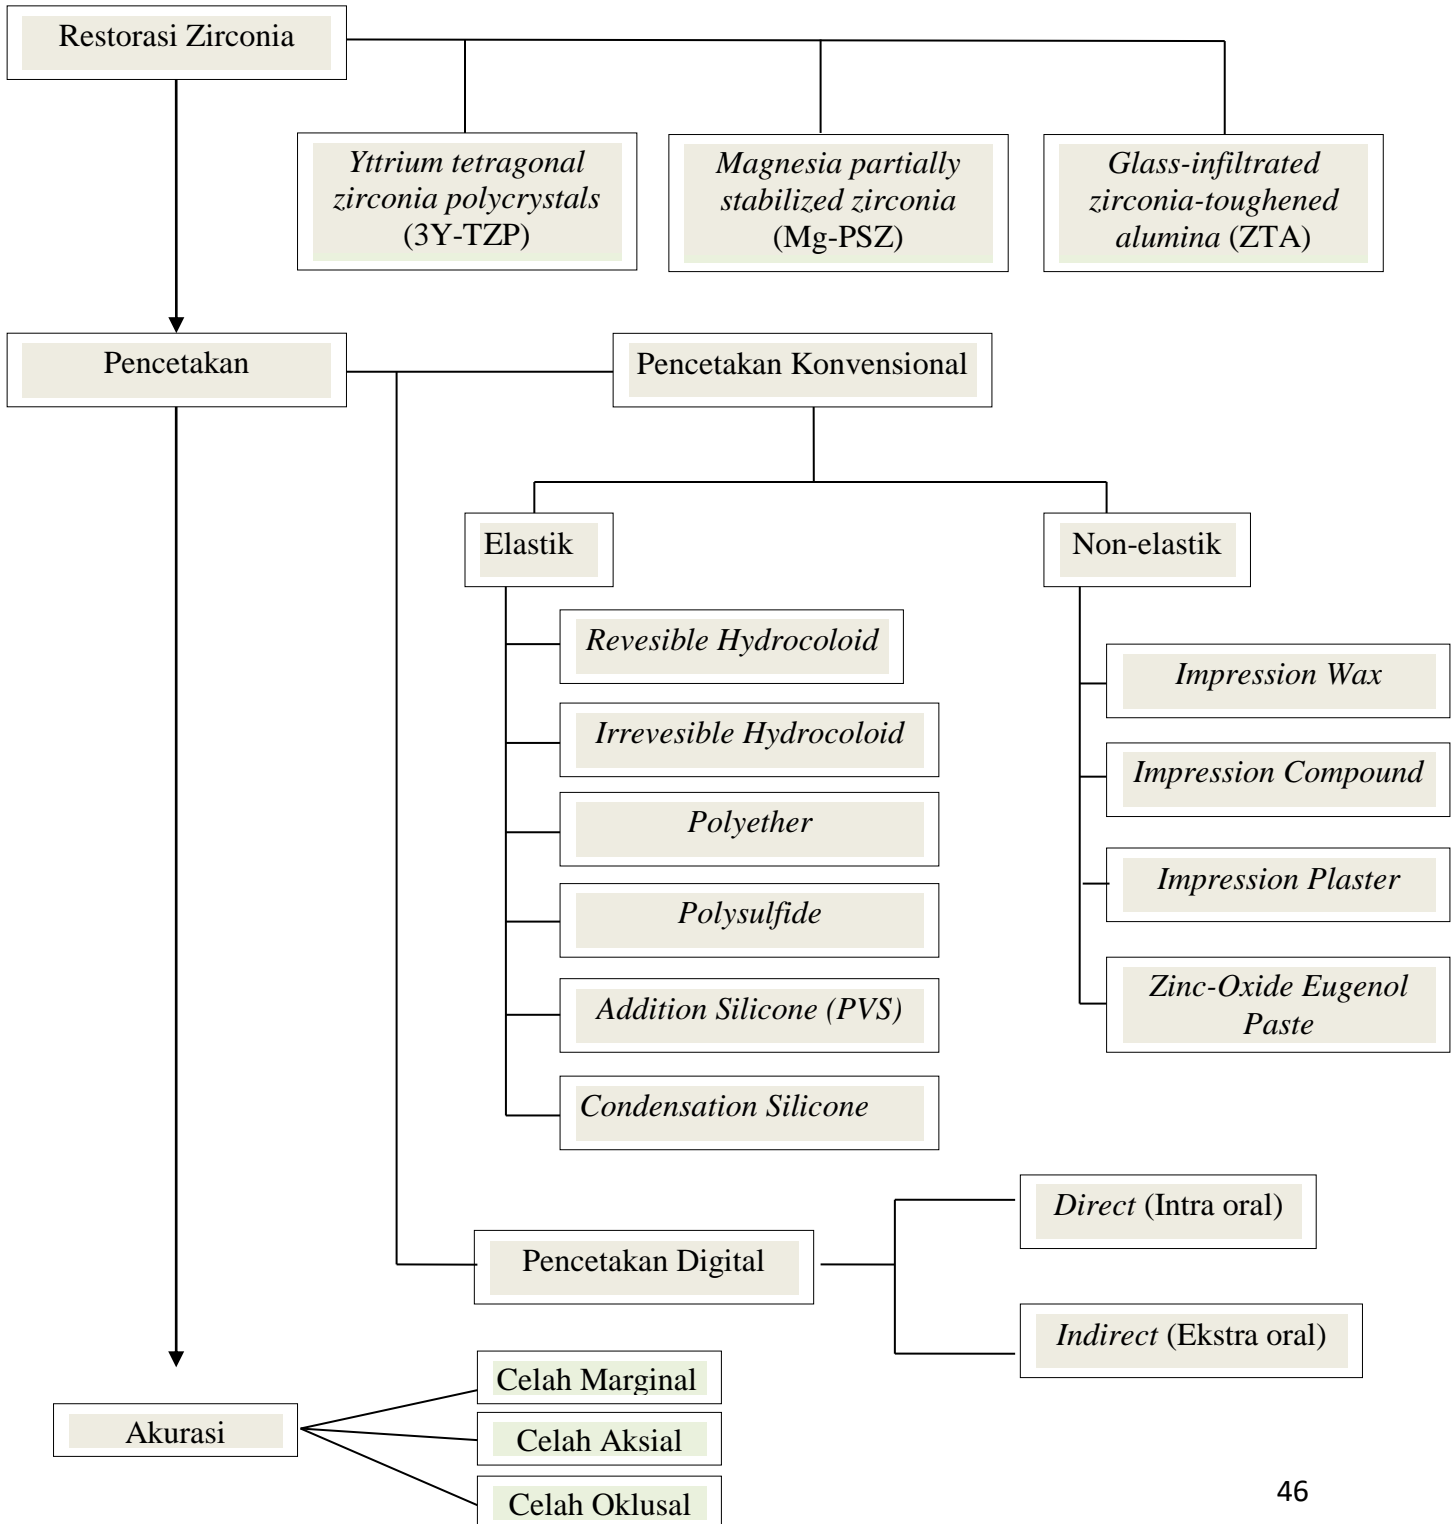 Restorasi Zirconia
Yttrium tetragonal
zirconia polycrystals
(3Y-TZP)
Magnesia partially
stabilized zirconia
(Mg-PSZ)
Glass-infiltrated
zirconia-toughened
alumina (ZTA)
Pencetakan
Pencetakan Konvensional
Elastik
Non-elastik
Revesible Hydrocoloid
Irrevesible Hydrocoloid
Polyether
Polysulfide
Addition Silicone (PVS)
Condensation Silicone
Impression Wax
Impression Compound
Impression Plaster
Zinc-Oxide Eugenol
Paste
Pencetakan Digital
Direct (Intra oral)
Indirect (Ekstra oral)
Akurasi
Celah Marginal
Celah Aksial
Celah Oklusal
46